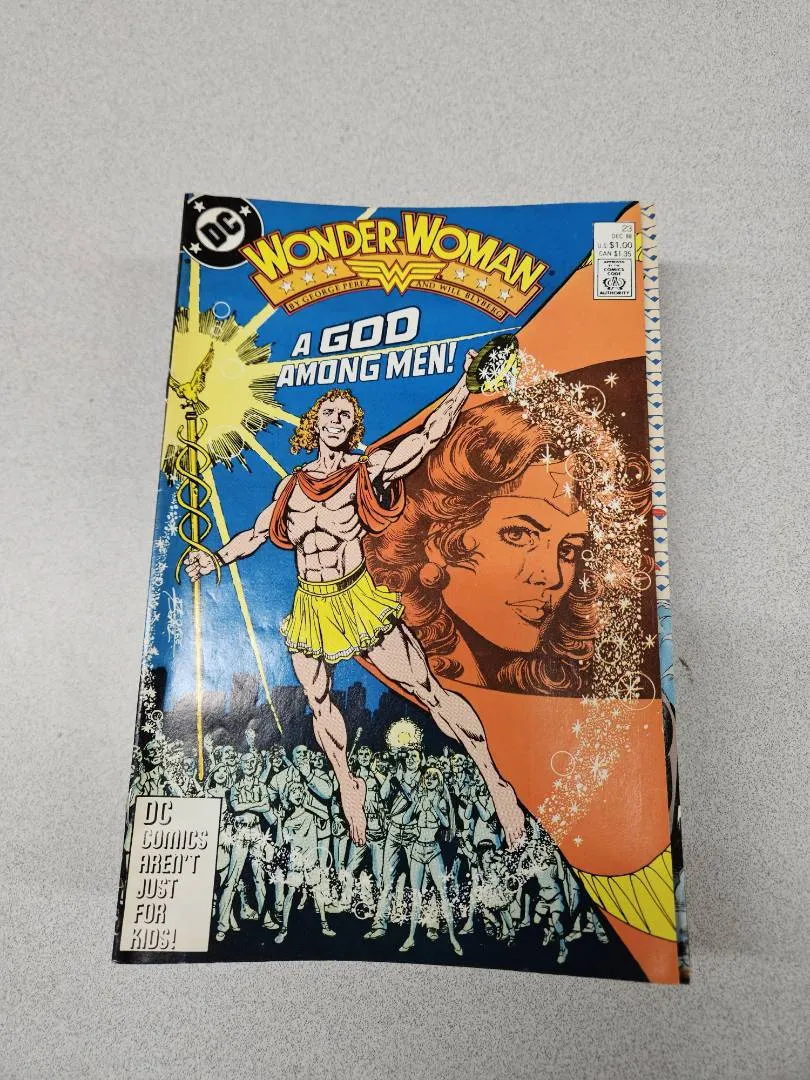 DC
WONDER WOMAN
BY GEORGE PEREZ AND WILL BLYBERG
23
DEC 88
U.S. $1.00
CAN $1.35
APPROVED
BY THE
COMICS
CODE
CA
AUTHORITY
A GOD
AMONG MEN!
DC
COMICS
AREN'T
JUST
FOR
KIDS!